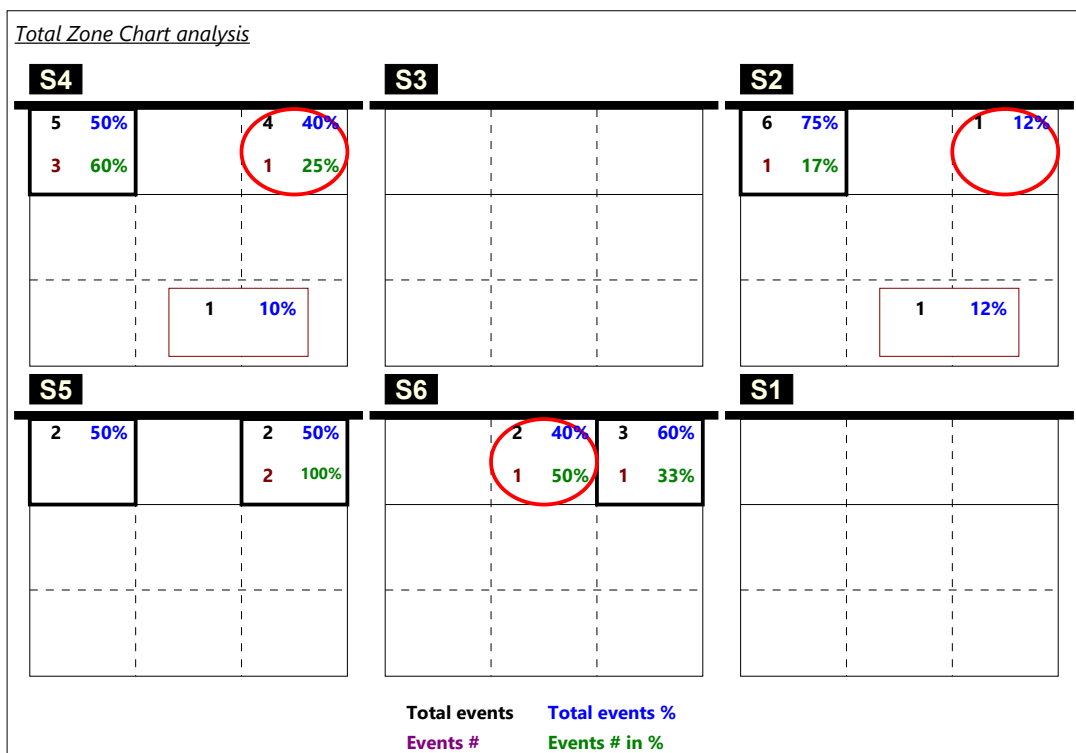 Total Zone Chart analysis
S4 S3 S2
5 50% 4 40% 6 75% 1 12%
3 60% 1 25% 1 17%
1 10% 1 12%
S5 S6 S1
2 50% 2 50% 2 40% 3 60%
2 100% 1 50% 1 33%
Total events Total events %
Events # Events # in %